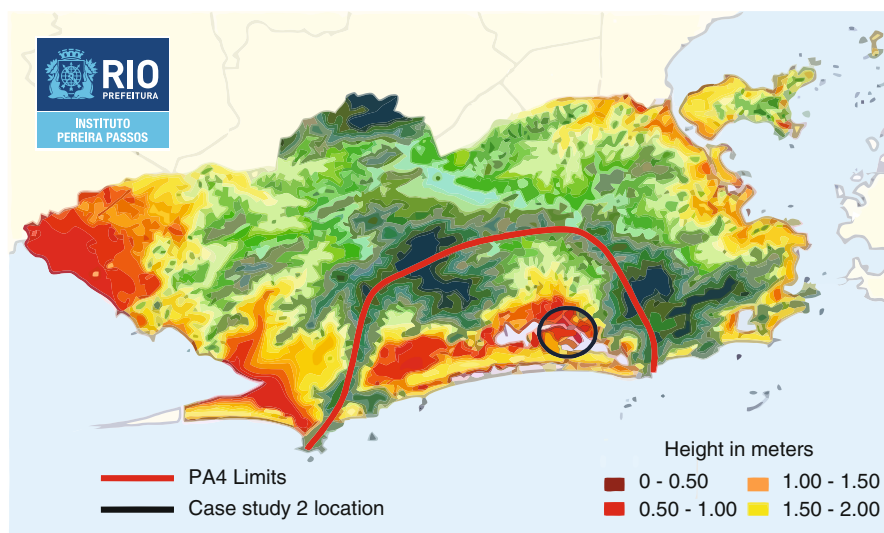 RIO
PREFEITURA
INSTITUTO
PEREIRA PASSOS
PA4 Limits
Case study 2 location
Height in meters
0 - 0.50
1.00 - 1.50
0.50 - 1.00
1.50 - 2.00